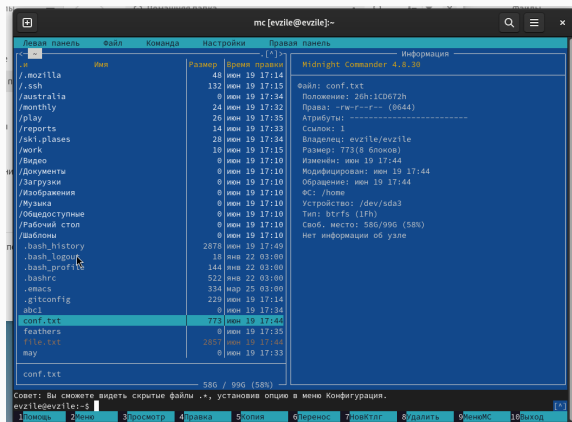 mc [evzile@evzile]:~
Левая панель Файл Команда Настройки Правая панель
<- ~ .[^]>
.и Имя Размер Время правки
/.mozilla 48 июн 19 17:14
/.ssh 132 июн 19 17:15
/australia 0 июн 19 17:34
/monthly 24 июн 19 17:32
/play 26 июн 19 17:35
/reports 14 июн 19 17:33
/ski.plases 28 июн 19 17:34
/work 10 июн 19 17:15
/Видео 0 июн 19 17:10
/Документы 0 июн 19 17:10
/Загрузки 0 июн 19 17:10
/Изображения 0 июн 19 17:10
/Музыка 0 июн 19 17:10
/Общедоступные 0 июн 19 17:10
/Рабочий стол 0 июн 19 17:10
/Шаблоны 0 июн 19 17:10
.bash_history 2878 июн 19 17:49
.bash_logout 18 янв 22 03:00
.bash_profile 144 янв 22 03:00
.bashrc 522 янв 22 03:00
.emacs 334 мар 25 03:00
.gitconfig 229 июн 19 17:14
abc1 0 июн 19 17:34
conf.txt 773 июн 19 17:44
feathers 0 июн 19 17:35
file.txt 2857 июн 19 17:44
may 0 июн 19 17:33
conf.txt
58G / 99G (58%)
Информация
Midnight Commander 4.8.30
Файл: conf.txt
Положение: 26h:1CD672h
Права: -rw-r--r-- (0644)
Атрибуты: ------------------------
Ссылок: 1
Владелец: evzile/evzile
Размер: 773(8 блоков)
Изменён: июн 19 17:44
Модифицирован: июн 19 17:44
Обращение: июн 19 17:44
ФС: /home
Устройство: /dev/sda3
Тип: btrfs (1Fh)
Своб. место: 58G/99G (58%)
Нет информации об узле
Совет: Вы сможете видеть скрытые файлы .*, установив опцию в меню Конфигурация.
evzile@evzile:~$ [^]
1Помощь 2Меню 3Просмотр 4Правка 5Копия 6Перенос 7НовКтлг 8Удалить 9МенюMC 10Выход